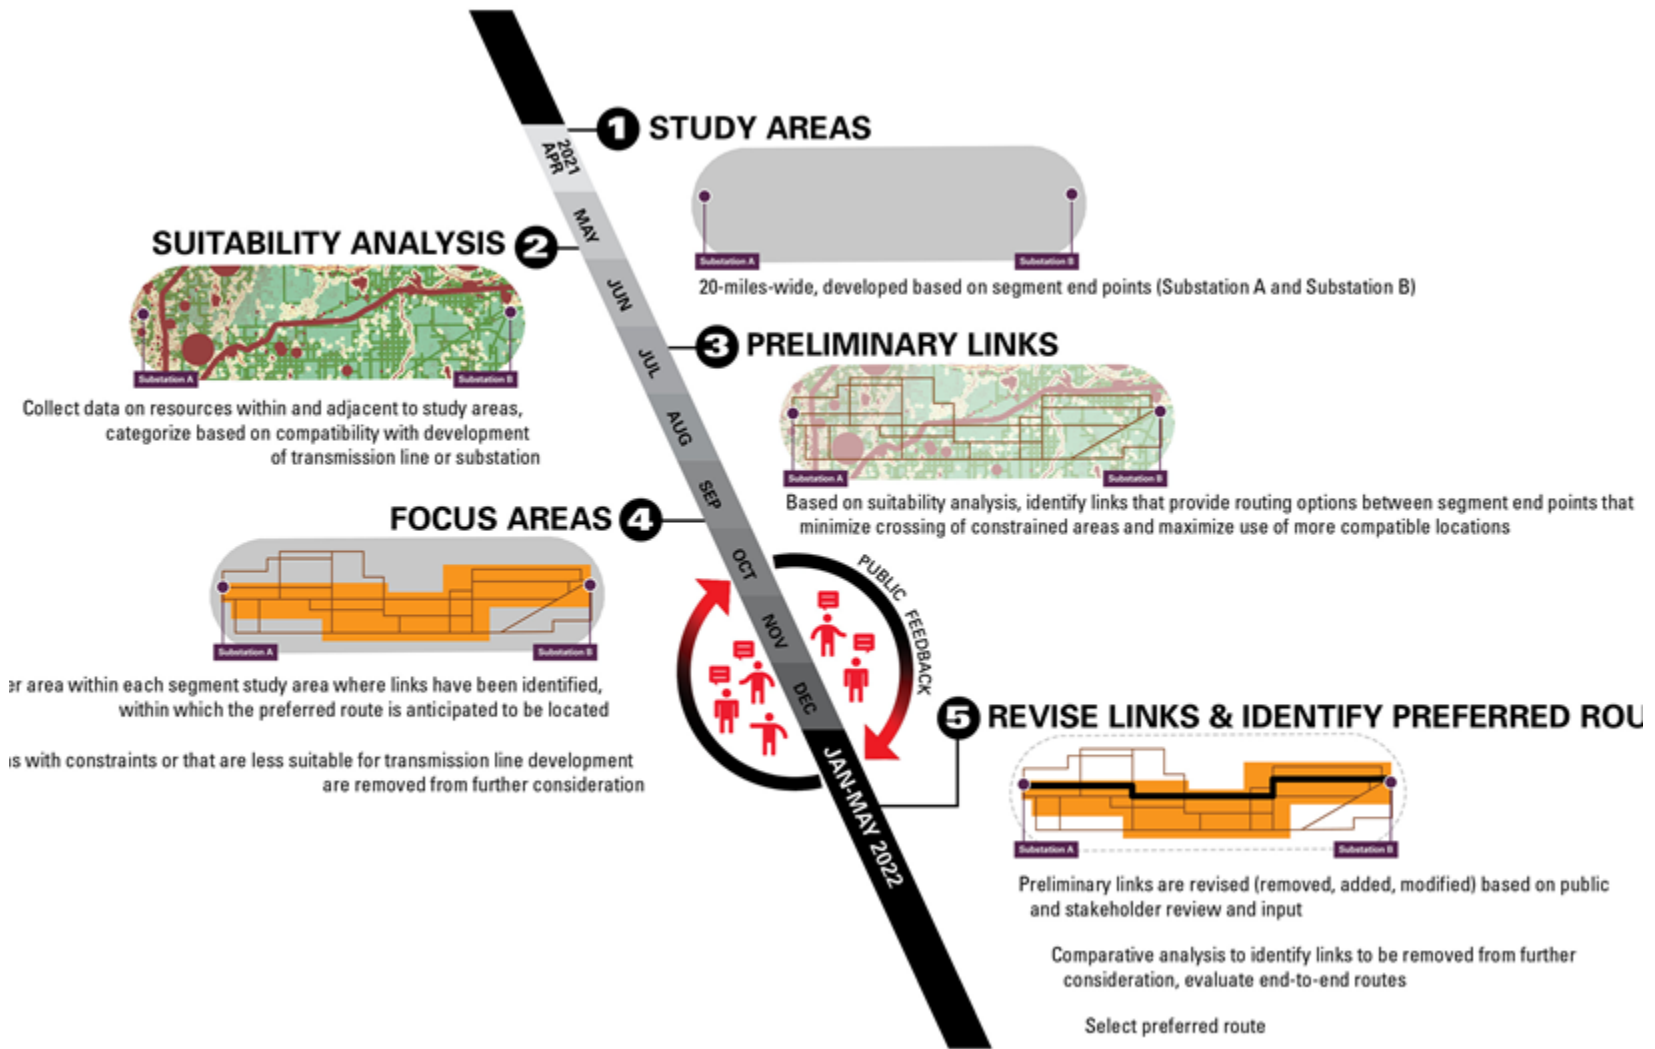 1 STUDY AREAS
Substation A
Substation B
20-miles-wide, developed based on segment end points (Substation A and Substation B)
2021
APR
MAY
SUITABILITY ANALYSIS 2
Substation A
Substation B
Collect data on resources within and adjacent to study areas,
categorize based on compatibility with development
of transmission line or substation
JUN
JUL
3 PRELIMINARY LINKS
Substation A
Substation B
Based on suitability analysis, identify links that provide routing options between segment end points that
minimize crossing of constrained areas and maximize use of more compatible locations
AUG
SEP
FOCUS AREAS 4
Substation A
Substation B
er area within each segment study area where links have been identified,
within which the preferred route is anticipated to be located
s with constraints or that are less suitable for transmission line development
are removed from further consideration
OCT
NOV
DEC
PUBLIC FEEDBACK
JAN-MAY 2022
5 REVISE LINKS & IDENTIFY PREFERRED ROU
Substation A
Substation B
Preliminary links are revised (removed, added, modified) based on public
and stakeholder review and input
Comparative analysis to identify links to be removed from further
consideration, evaluate end-to-end routes
Select preferred route